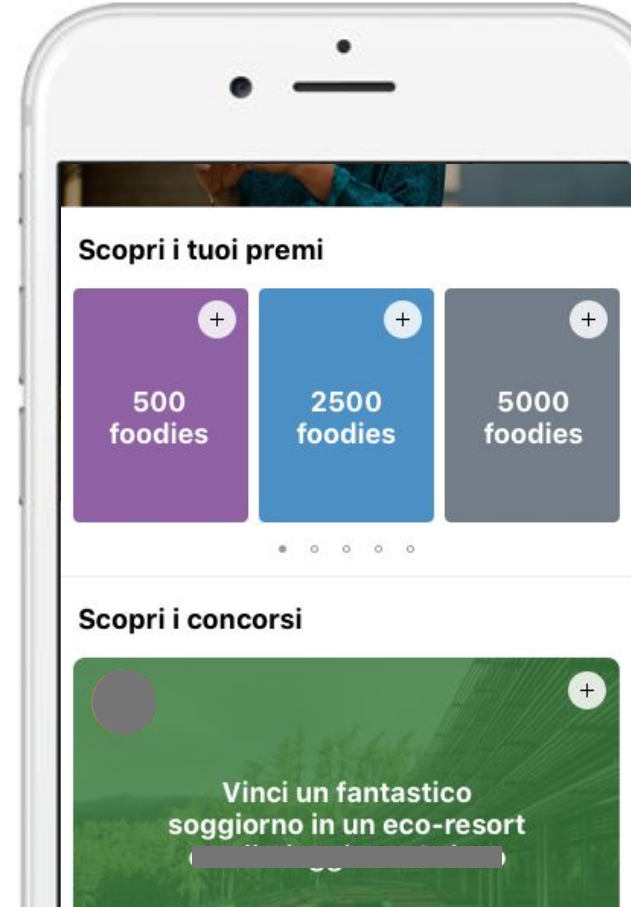 Scopri i tuoi premi
+
+
+
500
foodies
2500
foodies
5000
foodies
Scopri i concorsi
+
Vinci un fantastico
soggiorno in un eco-resort